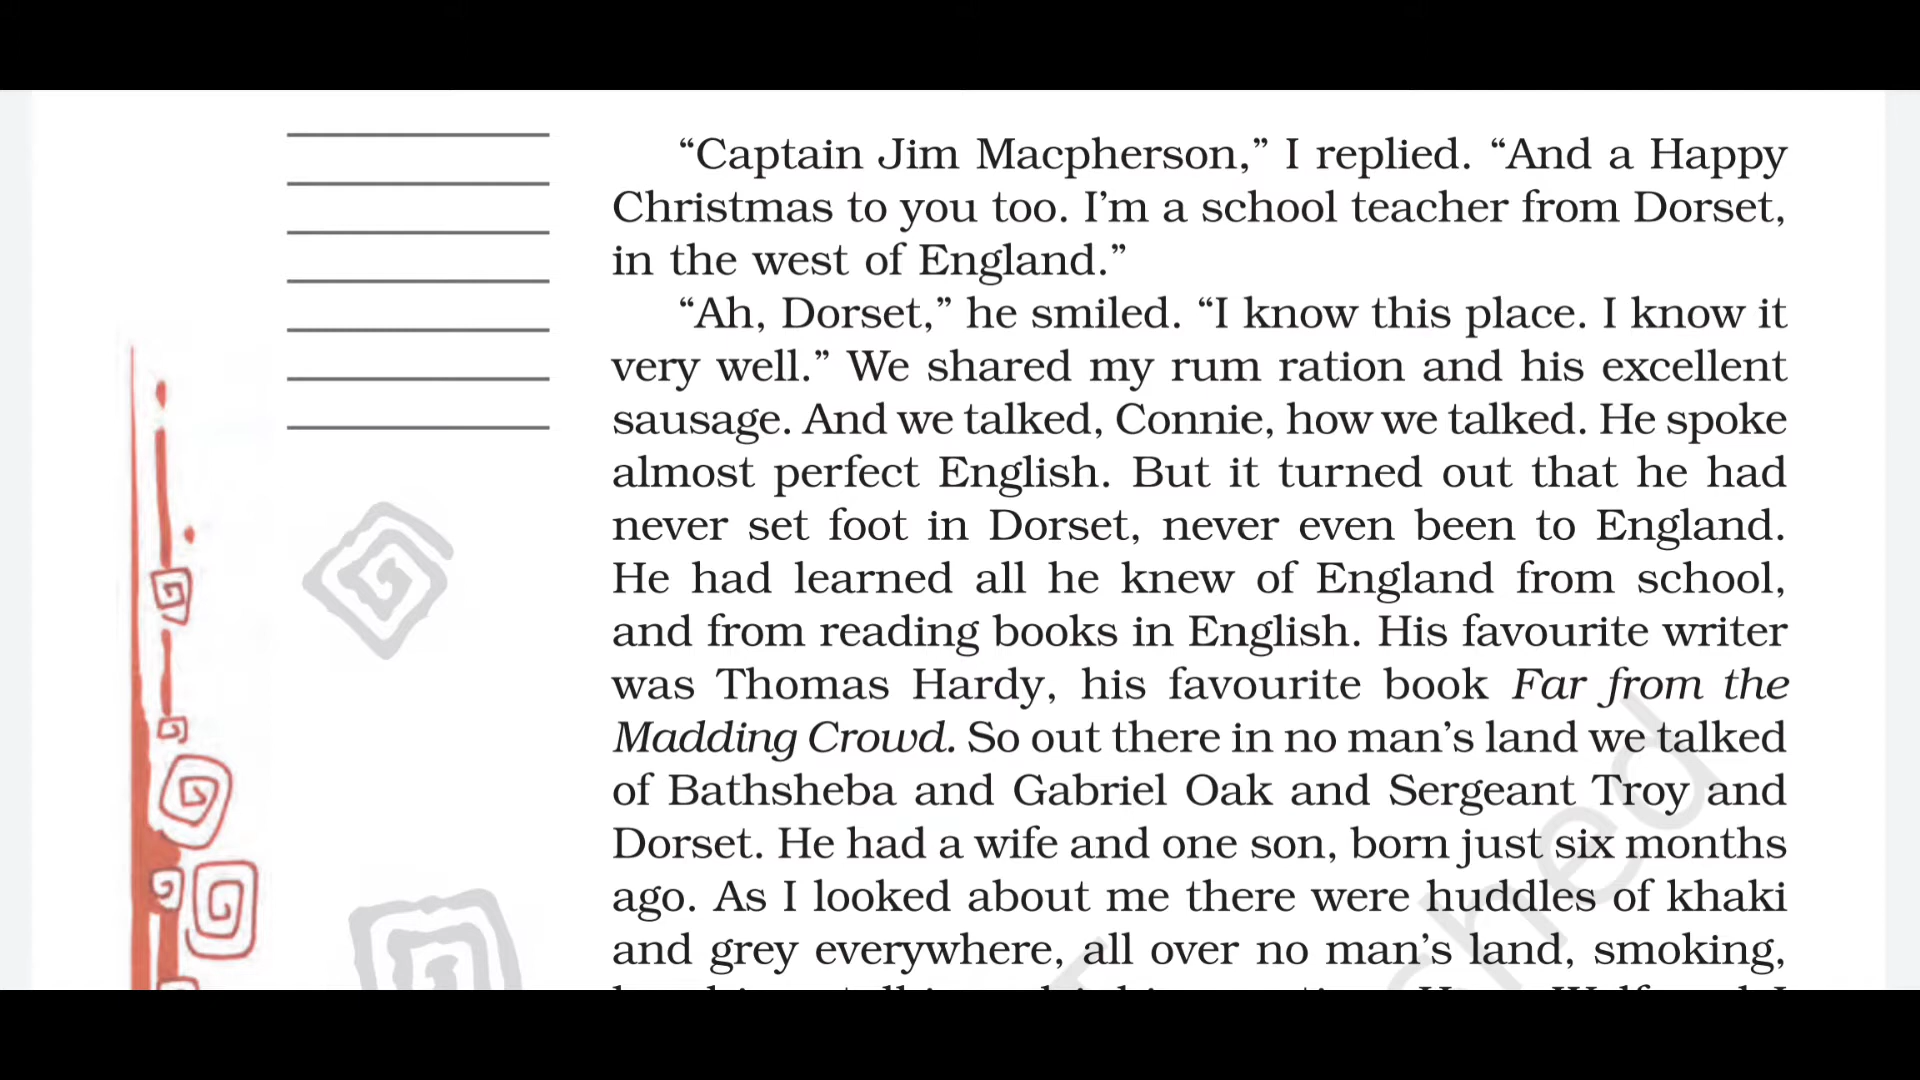 “Captain Jim Macpherson,” I replied. “And a Happy
Christmas to you too. I’m a school teacher from Dorset,
in the west of England.”
“Ah, Dorset,” he smiled. “I know this place. I know it
very well.” We shared my rum ration and his excellent
sausage. And we talked, Connie, how we talked. He spoke
almost perfect English. But it turned out that he had
never set foot in Dorset, never even been to England.
He had learned all he knew of England from school,
and from reading books in English. His favourite writer
was Thomas Hardy, his favourite book Far from the
Madding Crowd. So out there in no man’s land we talked
of Bathsheba and Gabriel Oak and Sergeant Troy and
Dorset. He had a wife and one son, born just six months
ago. As I looked about me there were huddles of khaki
and grey everywhere, all over no man’s land, smoking,